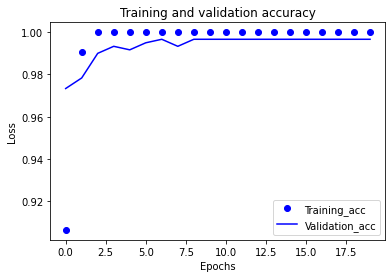 Training and validation accuracy
1.00
0.98
0.96
0.94
0.92
Loss
Training_acc
Validation_acc
0.0 2.5 5.0 7.5 10.0 12.5 15.0 17.5
Epochs